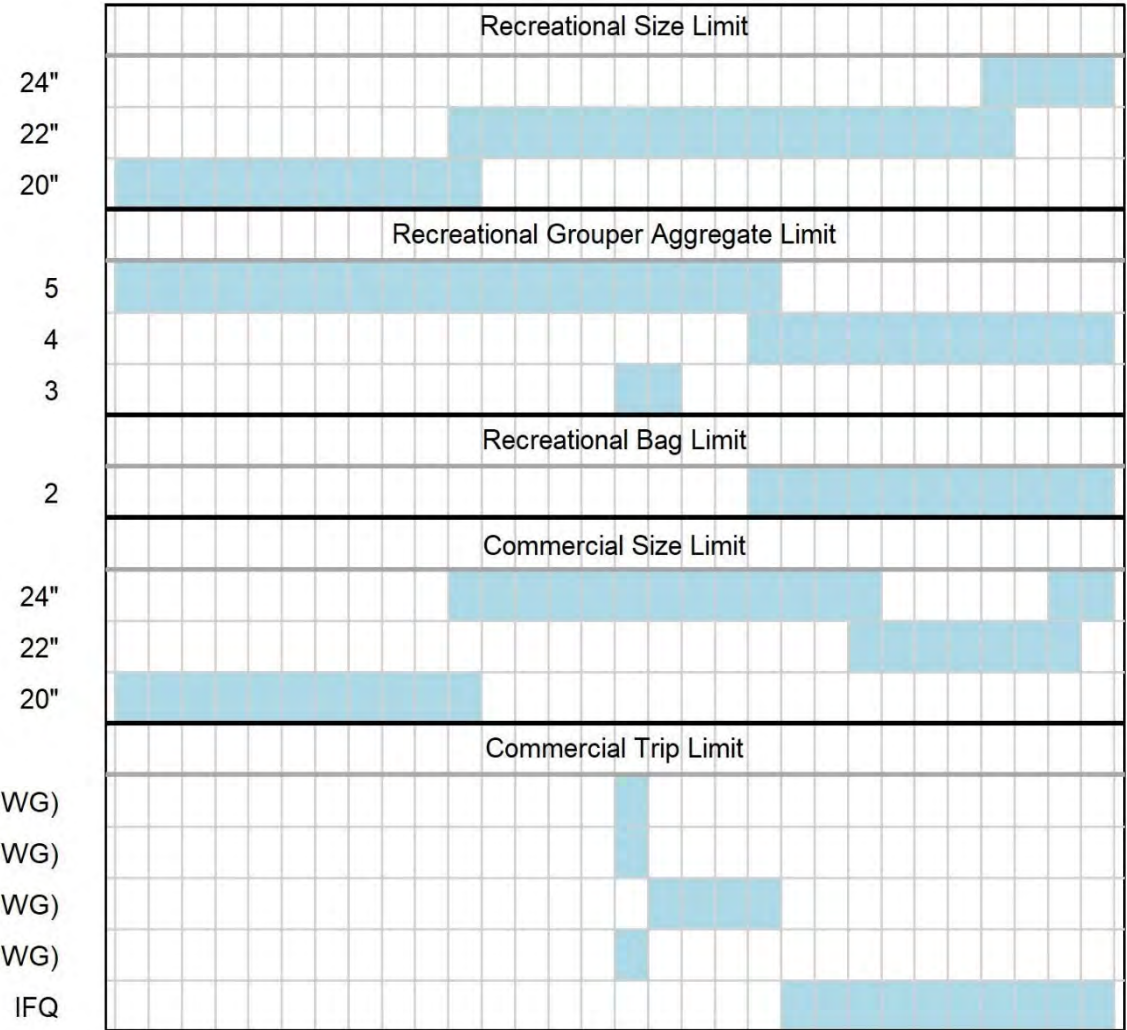 Recreational Size Limit
24"
22"
20"
Recreational Grouper Aggregate Limit
5
4
3
Recreational Bag Limit
2
Commercial Size Limit
24"
22"
20"
Commercial Trip Limit
WG)
WG)
WG)
WG)
IFQ